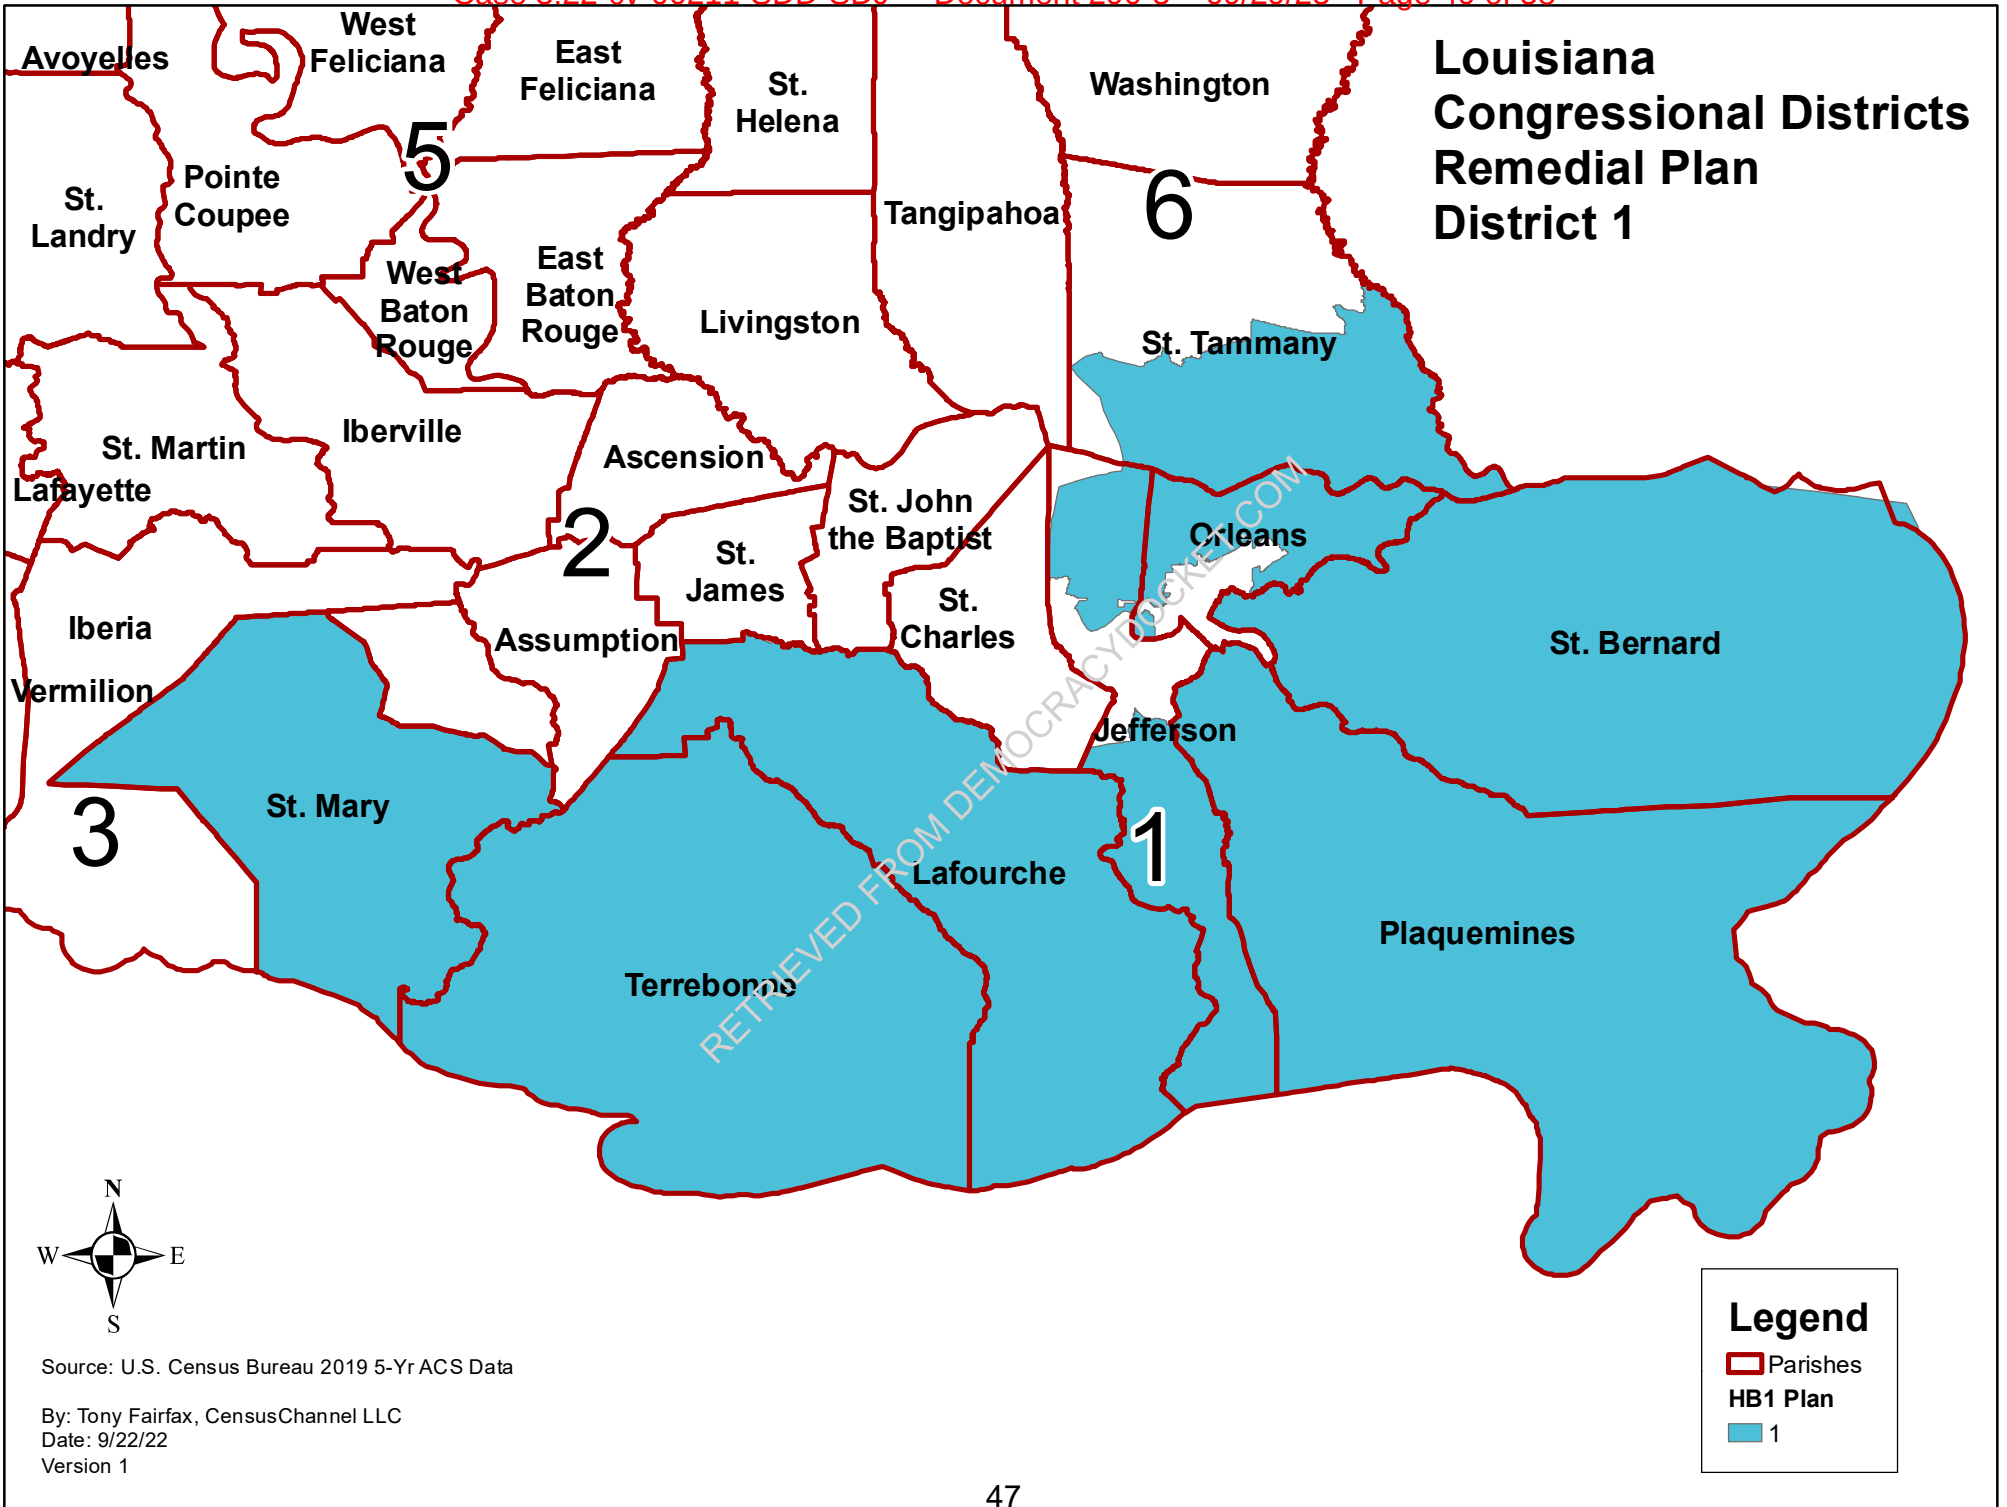 Louisiana
Congressional Districts
Remedial Plan
District 1
Avoyelles
West
Feliciana
East
Feliciana
St.
Helena
Washington
5
Pointe
Coupee
St.
Landry
Tangipahoa
6
West
Baton
Rouge
East
Baton
Rouge
Livingston
St. Tammany
Iberville
St. Martin
Lafayette
Ascension
St. John
the Baptist
2
St.
James
Orleans
St.
Charles
Iberia
Assumption
St. Bernard
Vermilion
Jefferson
3
St. Mary
1
Lafourche
Plaquemines
Terrebonne
RETRIEVED FROM DEMOCRACYDOCKET.COM
N
W E
S
Source: U.S. Census Bureau 2019 5-Yr ACS Data
By: Tony Fairfax, CensusChannel LLC
Date: 9/22/22
Version 1
Legend
Parishes
HB1 Plan
1
47